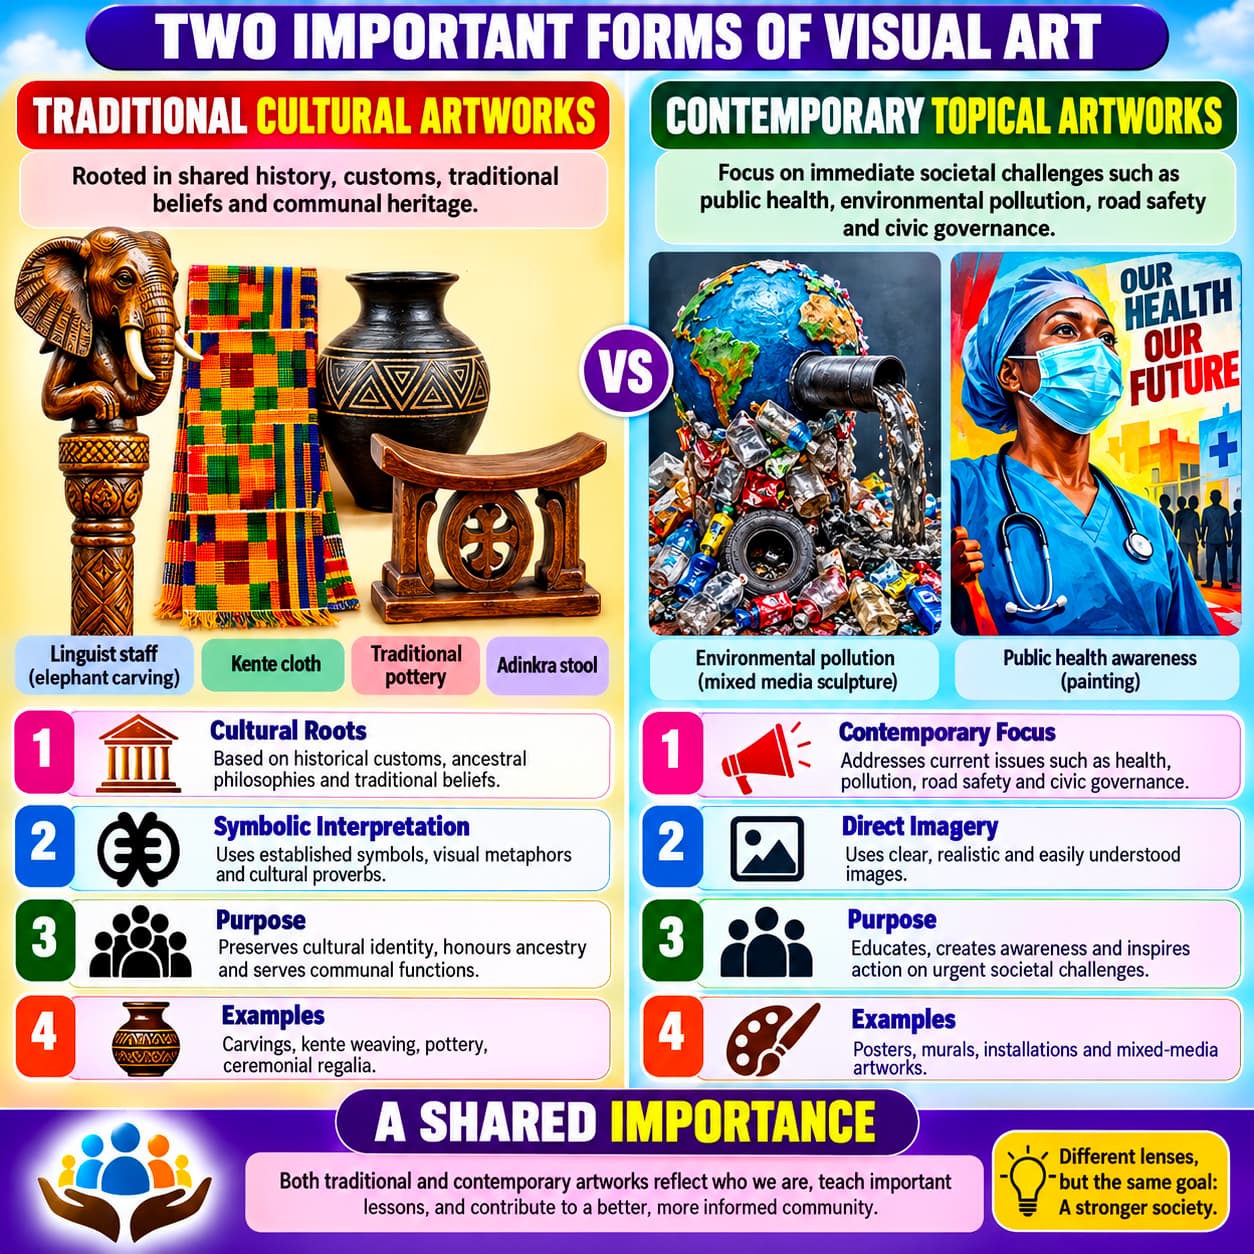 TWO IMPORTANT FORMS OF VISUAL ART
TRADITIONAL CULTURAL ARTWORKS
Rooted in shared history, customs, traditional
beliefs and communal heritage.
Linguist staff
(elephant carving)
Kente cloth
Traditional
pottery
Adinkra stool
1
Cultural Roots
Based on historical customs, ancestral
philosophies and traditional beliefs.
2
Symbolic Interpretation
Uses established symbols, visual metaphors
and cultural proverbs.
3
Purpose
Preserves cultural identity, honours ancestry
and serves communal functions.
4
Examples
Carvings, kente weaving, pottery,
ceremonial regalia.
VS
CONTEMPORARY TOPICAL ARTWORKS
Focus on immediate societal challenges such as
public health, environmental pollution, road safety
and civic governance.
OUR
HEALTH
OUR
FUTURE
Environmental pollution
(mixed media sculpture)
Public health awareness
(painting)
1
Contemporary Focus
Addresses current issues such as health,
pollution, road safety and civic governance.
2
Direct Imagery
Uses clear, realistic and easily understood
images.
3
Purpose
Educates, creates awareness and inspires
action on urgent societal challenges.
4
Examples
Posters, murals, installations and mixed-media
artworks.
A SHARED IMPORTANCE
Both traditional and contemporary artworks reflect who we are, teach important
lessons, and contribute to a better, more informed community.
Different lenses,
but the same goal:
A stronger society.